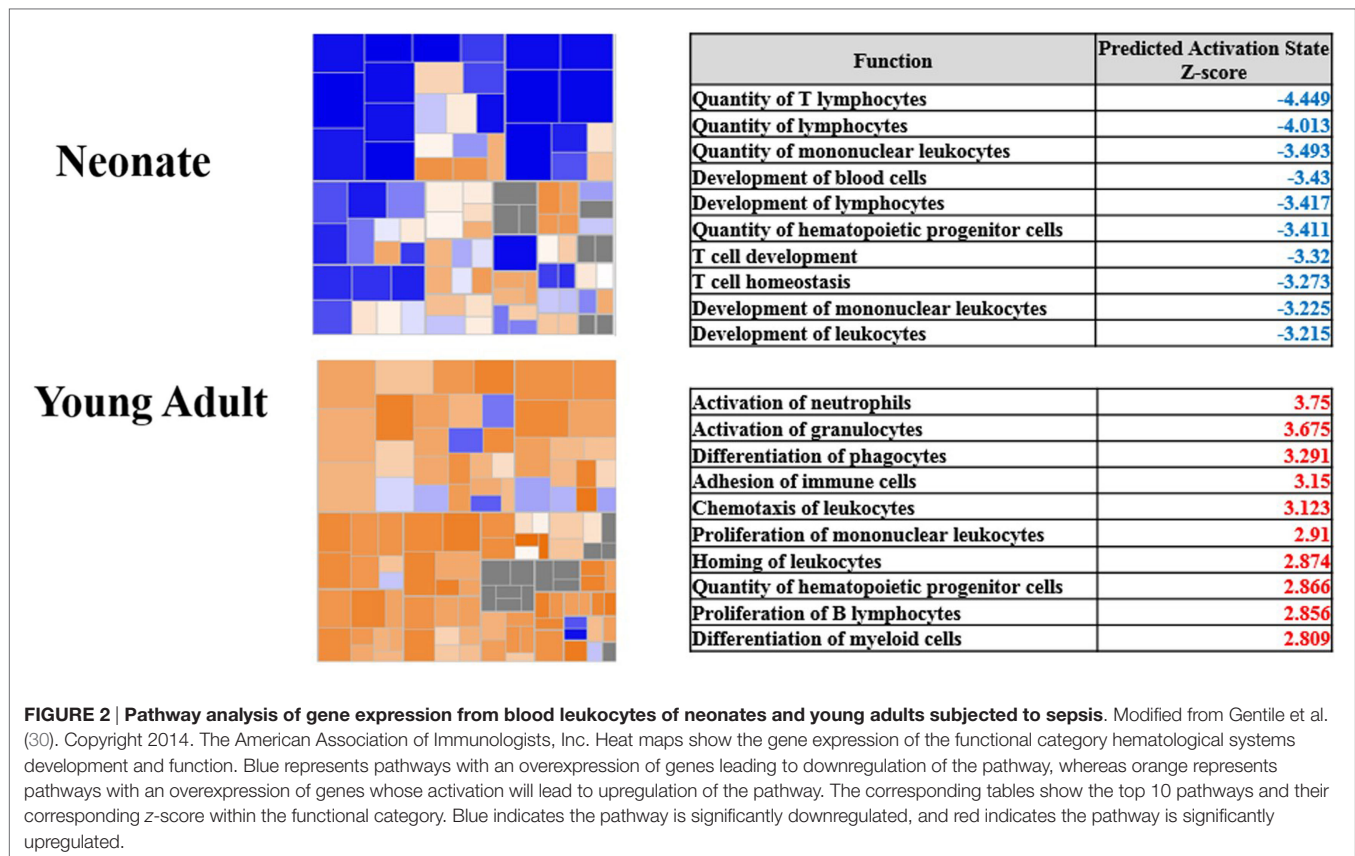 Neonate
Function Predicted Activation State
Z-score
Quantity of T lymphocytes -4.449
Quantity of lymphocytes -4.013
Quantity of mononuclear leukocytes -3.493
Development of blood cells -3.43
Development of lymphocytes -3.417
Quantity of hematopoietic progenitor cells -3.411
T cell development -3.32
T cell homeostasis -3.273
Development of mononuclear leukocytes -3.225
Development of leukocytes -3.215
Young Adult
Activation of neutrophils 3.75
Activation of granulocytes 3.675
Differentiation of phagocytes 3.291
Adhesion of immune cells 3.15
Chemotaxis of leukocytes 3.123
Proliferation of mononuclear leukocytes 2.91
Homing of leukocytes 2.874
Quantity of hematopoietic progenitor cells 2.866
Proliferation of B lymphocytes 2.856
Differentiation of myeloid cells 2.809
FIGURE 2 | Pathway analysis of gene expression from blood leukocytes of neonates and young adults subjected to sepsis. Modified from Gentile et al.
(30). Copyright 2014. The American Association of Immunologists, Inc. Heat maps show the gene expression of the functional category hematological systems
development and function. Blue represents pathways with an overexpression of genes leading to downregulation of the pathway, whereas orange represents
pathways with an overexpression of genes whose activation will lead to upregulation of the pathway. The corresponding tables show the top 10 pathways and their
corresponding z-score within the functional category. Blue indicates the pathway is significantly downregulated, and red indicates the pathway is significantly
upregulated.